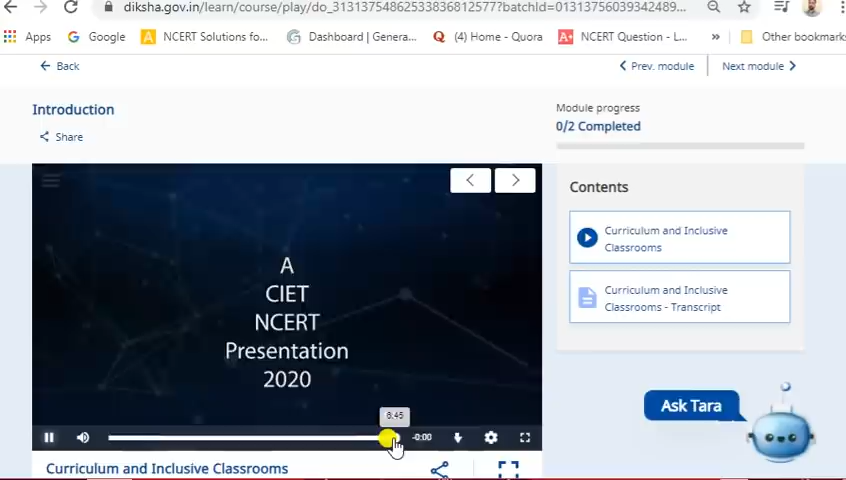 diksha.gov.in/learn/course/play/do_31313754862533836812577?batchId=01313756039342489...
Apps
Google
NCERT Solutions fo...
Dashboard | Genera...
(4) Home - Quora
NCERT Question - L...
»
Other bookmarks
Back
Prev. module
Next module
Introduction
Share
Module progress
0/2 Completed
A
CIET
NCERT
Presentation
2020
8:45
-0:00
Curriculum and Inclusive Classrooms
Contents
Curriculum and Inclusive
Classrooms
Curriculum and Inclusive
Classrooms - Transcript
Ask Tara